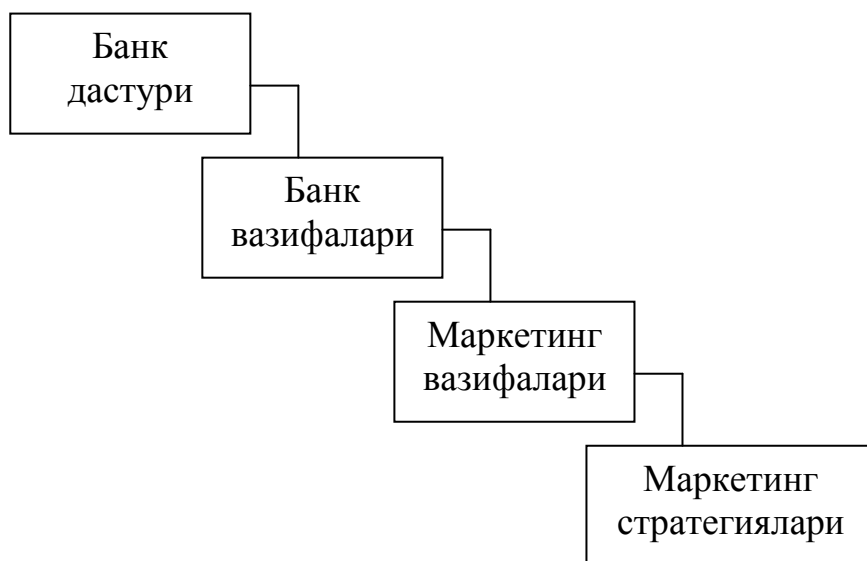 Банк
дастури
Банк
вазифалари
Маркетинг
вазифалари
Маркетинг
стратегиялари